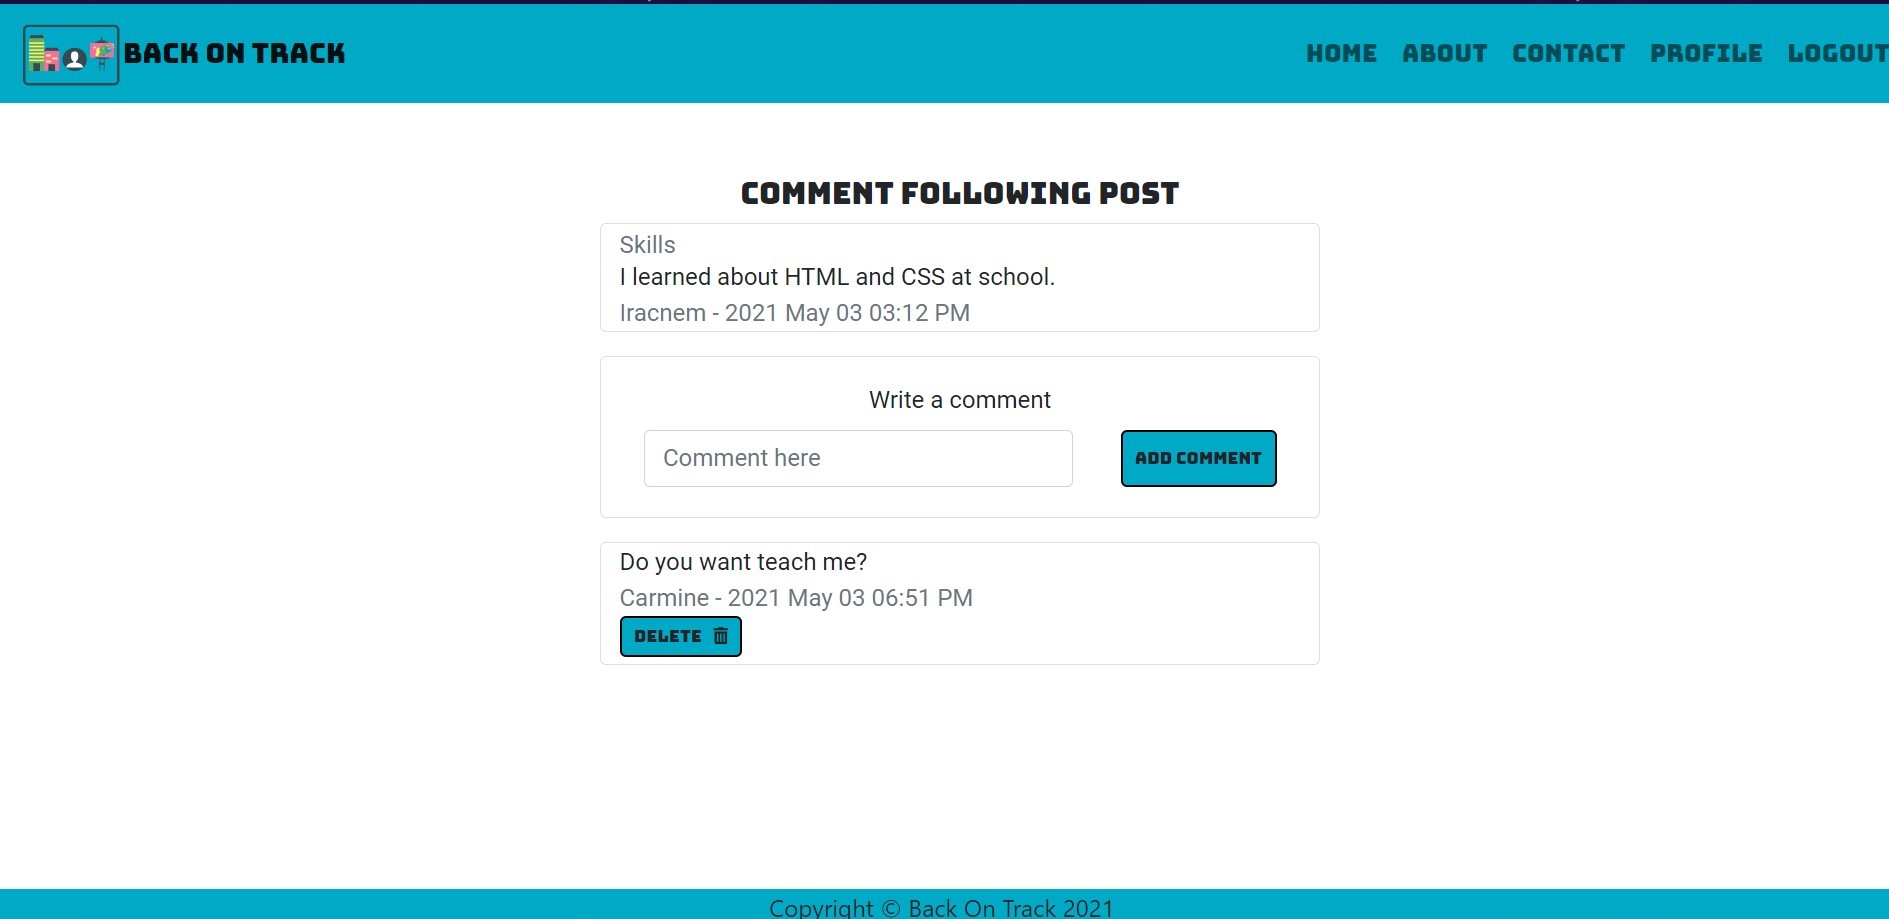 BACK ON TRACK
HOME ABOUT CONTACT PROFILE LOGOUT
COMMENT FOLLOWING POST
Skills
I learned about HTML and CSS at school.
Iracnem - 2021 May 03 03:12 PM
Write a comment
Comment here
ADD COMMENT
Do you want teach me?
Carmine - 2021 May 03 06:51 PM
DELETE
Copyright © Back On Track 2021